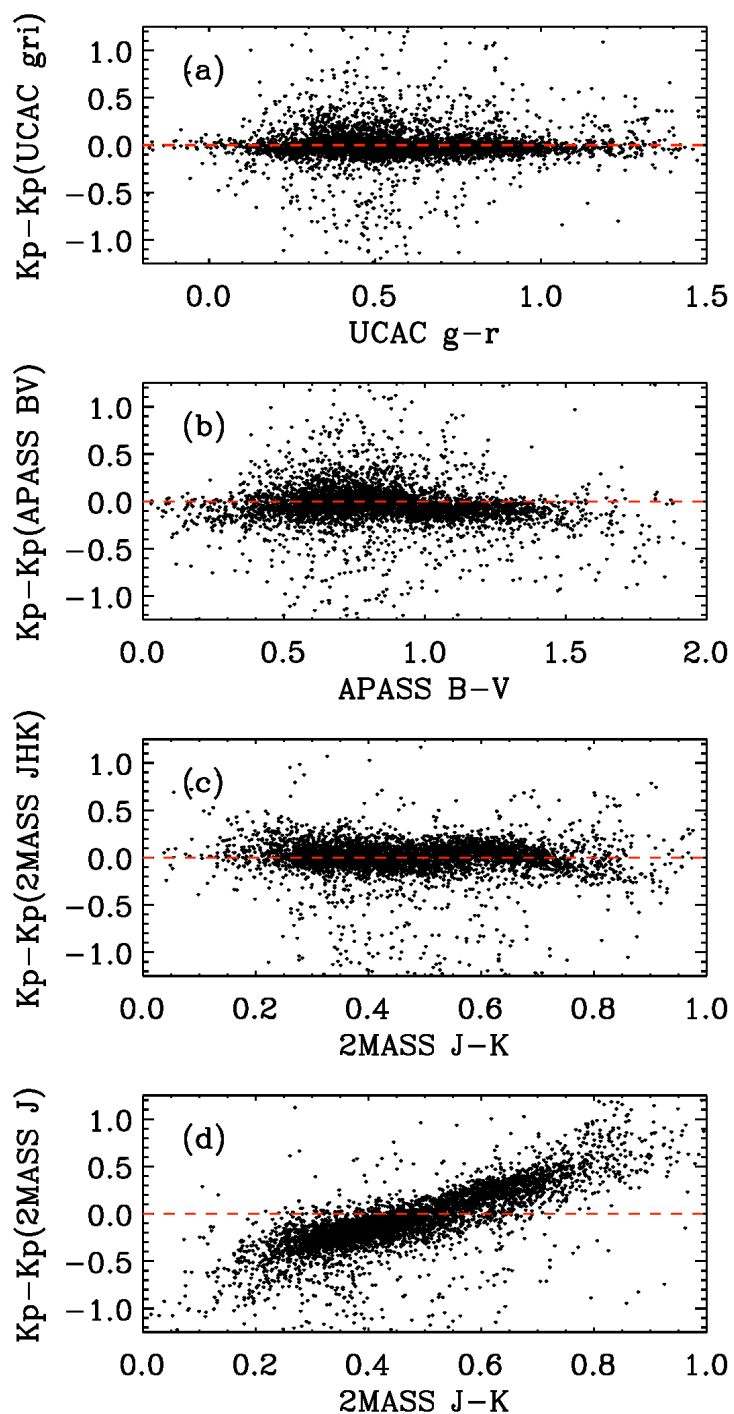 Kp−Kp(UCAC gri)
(a)
1.0
0.5
0.0
−0.5
−1.0
0.0 0.5 1.0 1.5
UCAC g−r
Kp−Kp(APASS BV)
(b)
1.0
0.5
0.0
−0.5
−1.0
0.0 0.5 1.0 1.5 2.0
APASS B−V
Kp−Kp(2MASS JHK)
(c)
1.0
0.5
0.0
−0.5
−1.0
0.0 0.2 0.4 0.6 0.8 1.0
2MASS J−K
Kp−Kp(2MASS J)
(d)
1.0
0.5
0.0
−0.5
−1.0
0.0 0.2 0.4 0.6 0.8 1.0
2MASS J−K